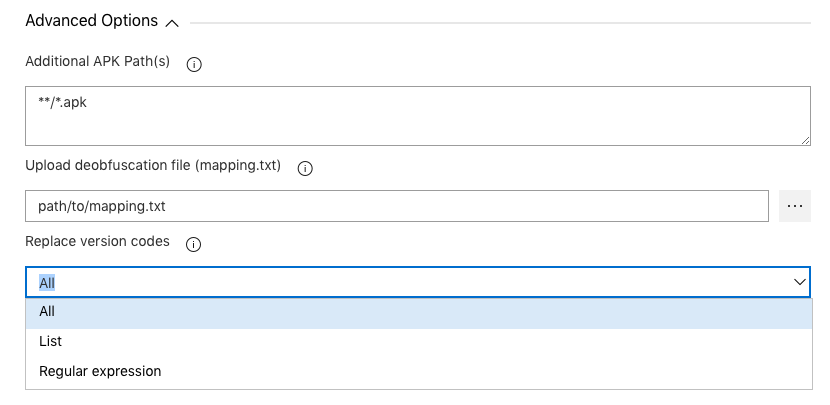 Advanced Options
Additional APK Path(s)
**/*.apk
Upload deobfuscation file (mapping.txt)
path/to/mapping.txt
...
Replace version codes
All
All
List
Regular expression